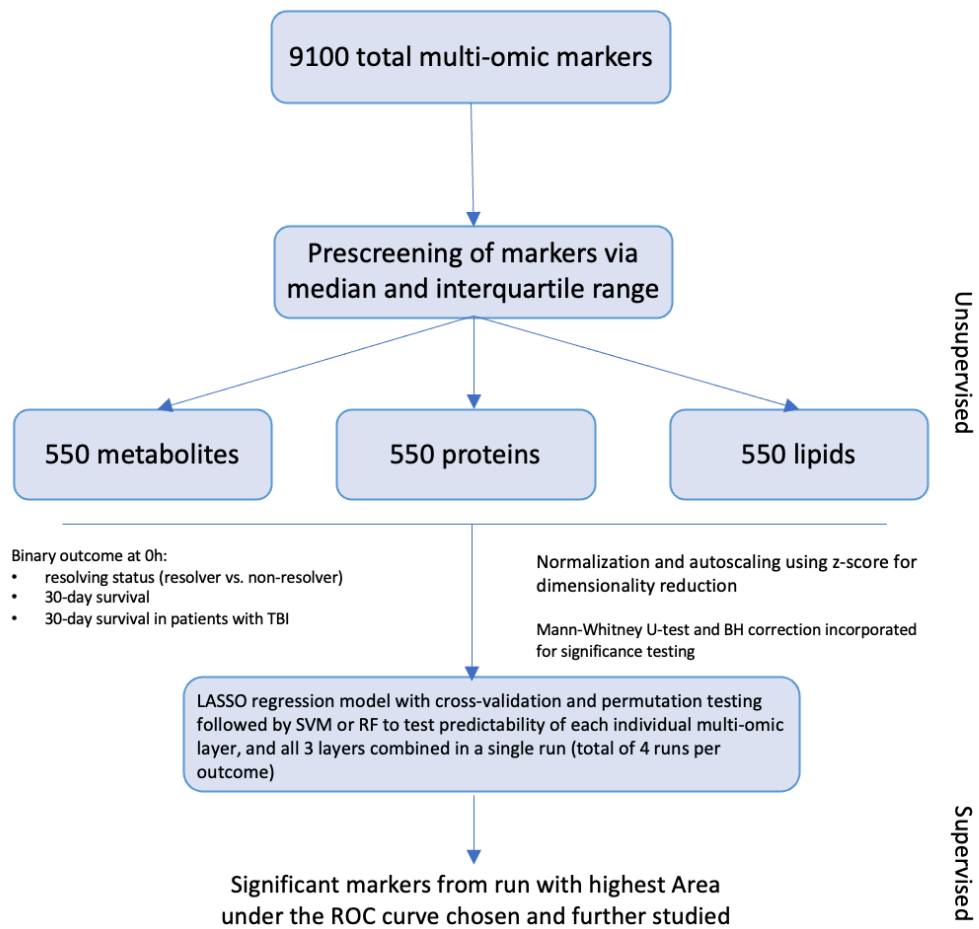 9100 total multi-omic markers
Prescreening of markers via
median and interquartile range
Unsupervised
550 metabolites
550 proteins
550 lipids
Binary outcome at 0h:
• resolving status (resolver vs. non-resolver)
• 30-day survival
• 30-day survival in patients with TBI
Normalization and autoscaling using z-score for
dimensionality reduction
Mann-Whitney U-test and BH correction incorporated
for significance testing
LASSO regression model with cross-validation and permutation testing
followed by SVM or RF to test predictability of each individual multi-omic
layer, and all 3 layers combined in a single run (total of 4 runs per
outcome)
Supervised
Significant markers from run with highest Area
under the ROC curve chosen and further studied